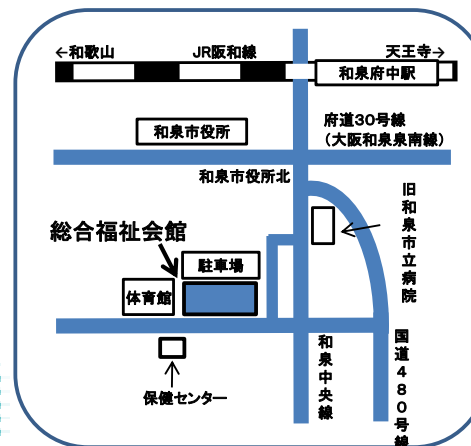 ←和歌山
JR阪和線
天王寺→
和泉府中駅
和泉市役所
府道30号線
(大阪和泉泉南線)
和泉市役所北
旧和泉市立病院
総合福祉会館
駐車場
体育館
保健センター
和泉中央線
国道480号線